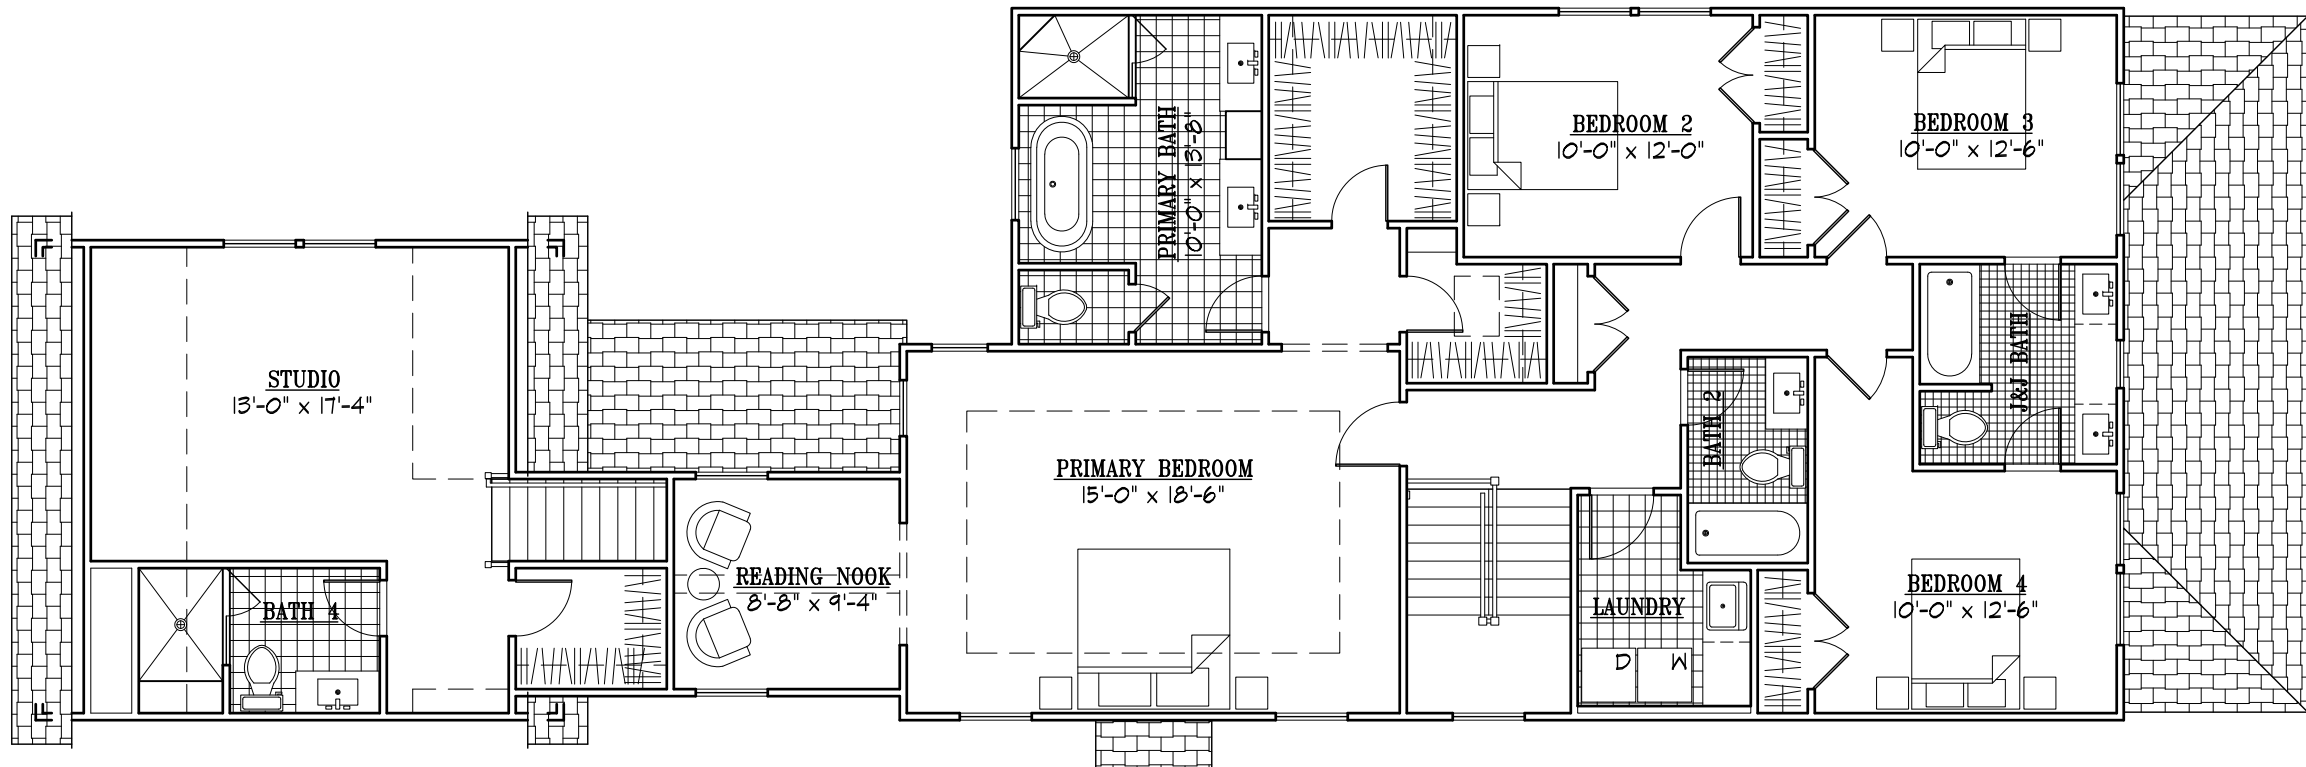 PRIMARY BATH
10'-0" x 13'-8"
BEDROOM 2
10'-0" x 12'-0"
BEDROOM 3
10'-0" x 12'-6"
STUDIO
13'-0" x 17'-4"
J&J BATH
BATH 2
PRIMARY BEDROOM
15'-0" x 18'-6"
READING NOOK
8'-8" x 9'-4"
BATH 4
LAUNDRY
D
W
BEDROOM 4
10'-0" x 12'-6"